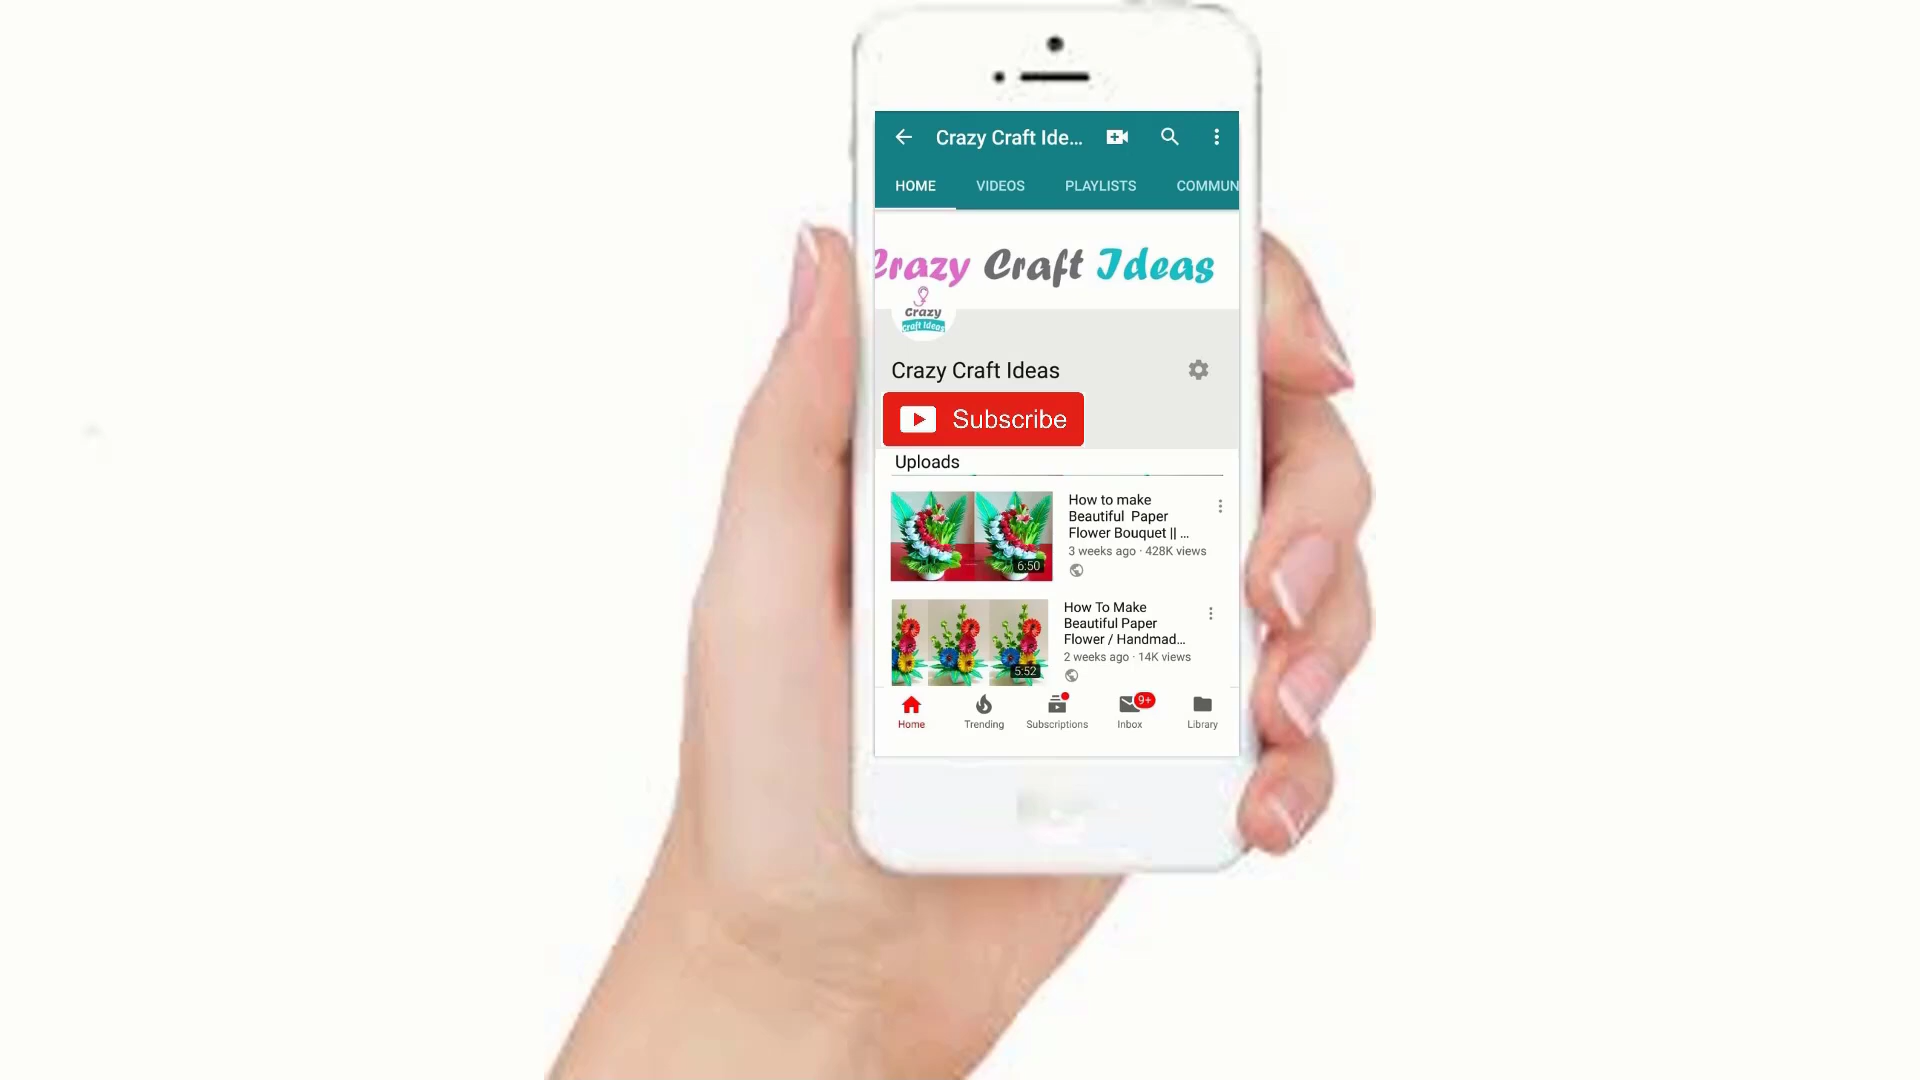 Crazy Craft Ide...
HOME VIDEOS PLAYLISTS COMMUN
Crazy Craft Ideas
Crazy
Craft Ideas
Crazy Craft Ideas
Subscribe
Uploads
How to make
Beautiful Paper
Flower Bouquet || ...
3 weeks ago · 428K views
6:50
How To Make
Beautiful Paper
Flower / Handmad...
2 weeks ago · 14K views
5:52
9+
Home Trending Subscriptions Inbox Library